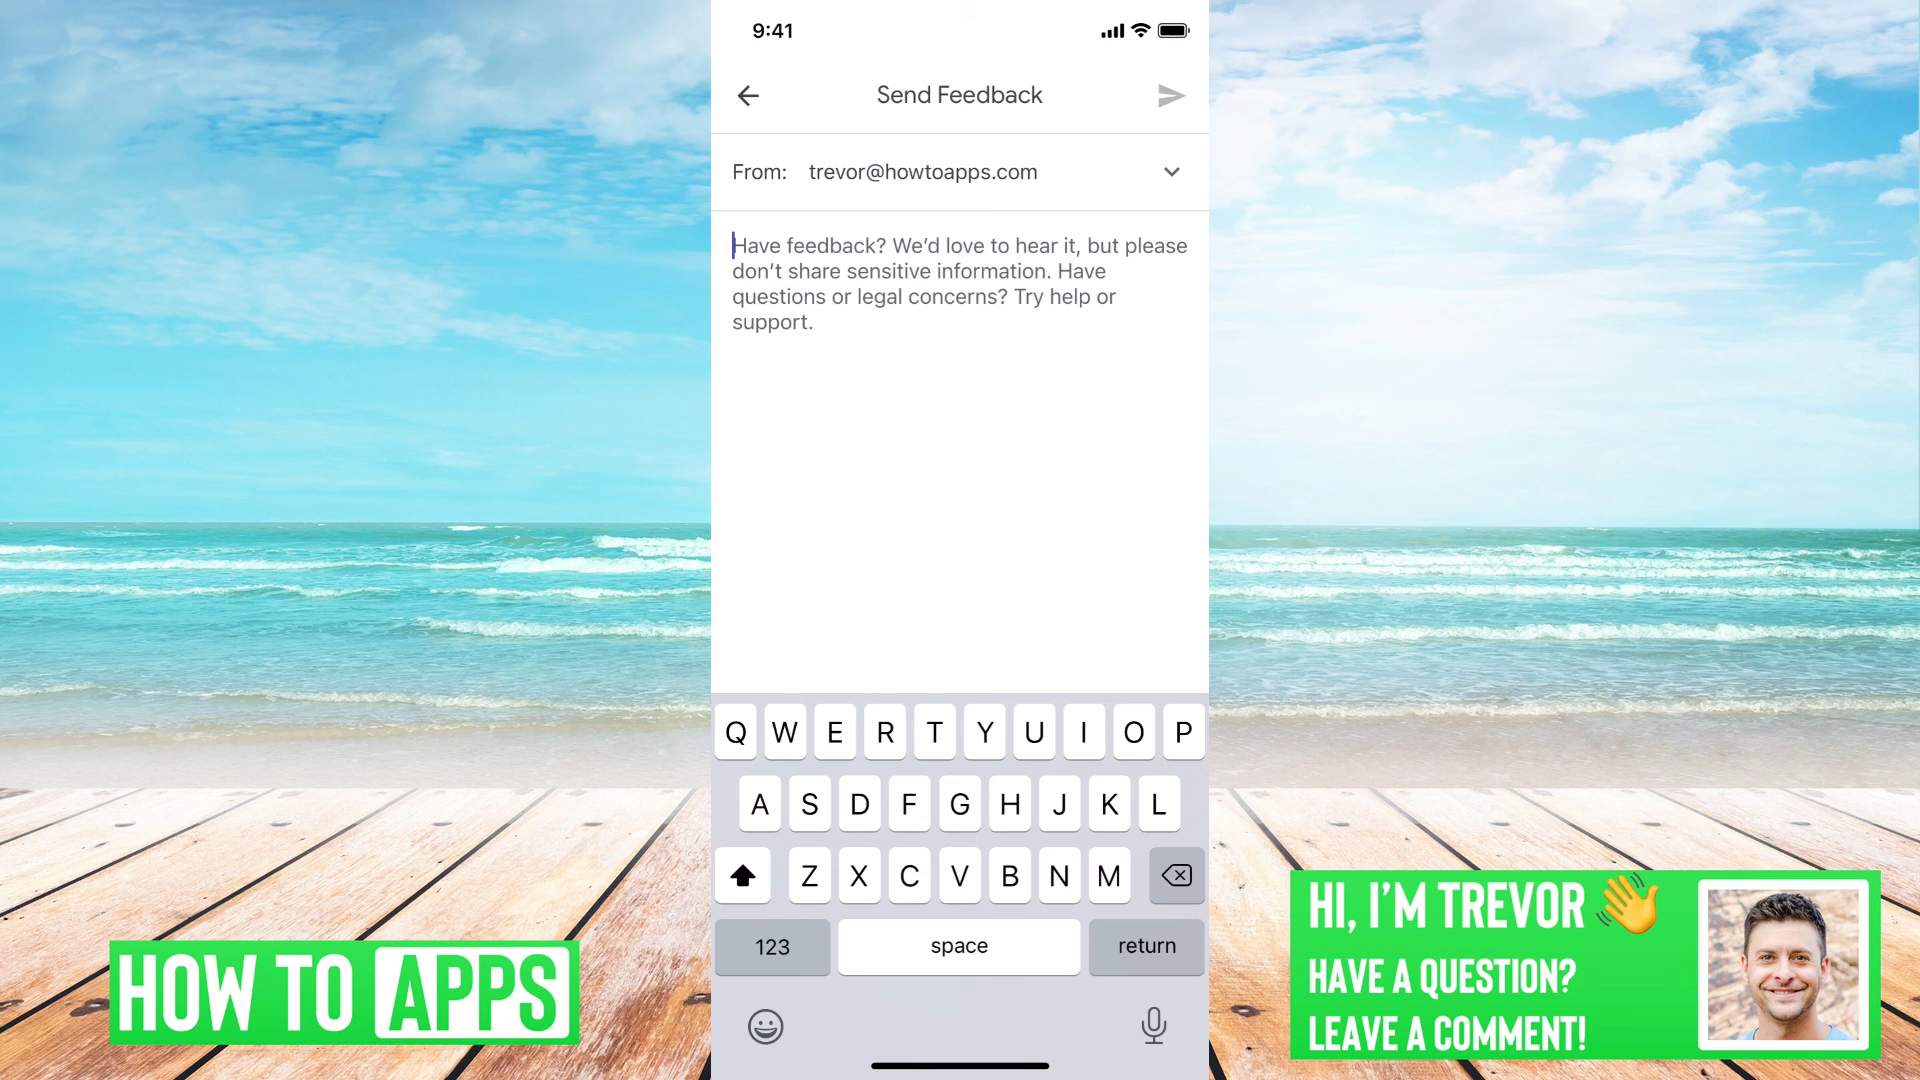 9:41
Send Feedback
From: trevor@howtoapps.com
Have feedback? We’d love to hear it, but please
don’t share sensitive information. Have
questions or legal concerns? Try help or
support.
Q W E R T Y U I O P
A S D F G H J K L
Z X C V B N M
123 space return
HOW TO APPS
HI, I’M TREVOR
HAVE A QUESTION?
LEAVE A COMMENT!